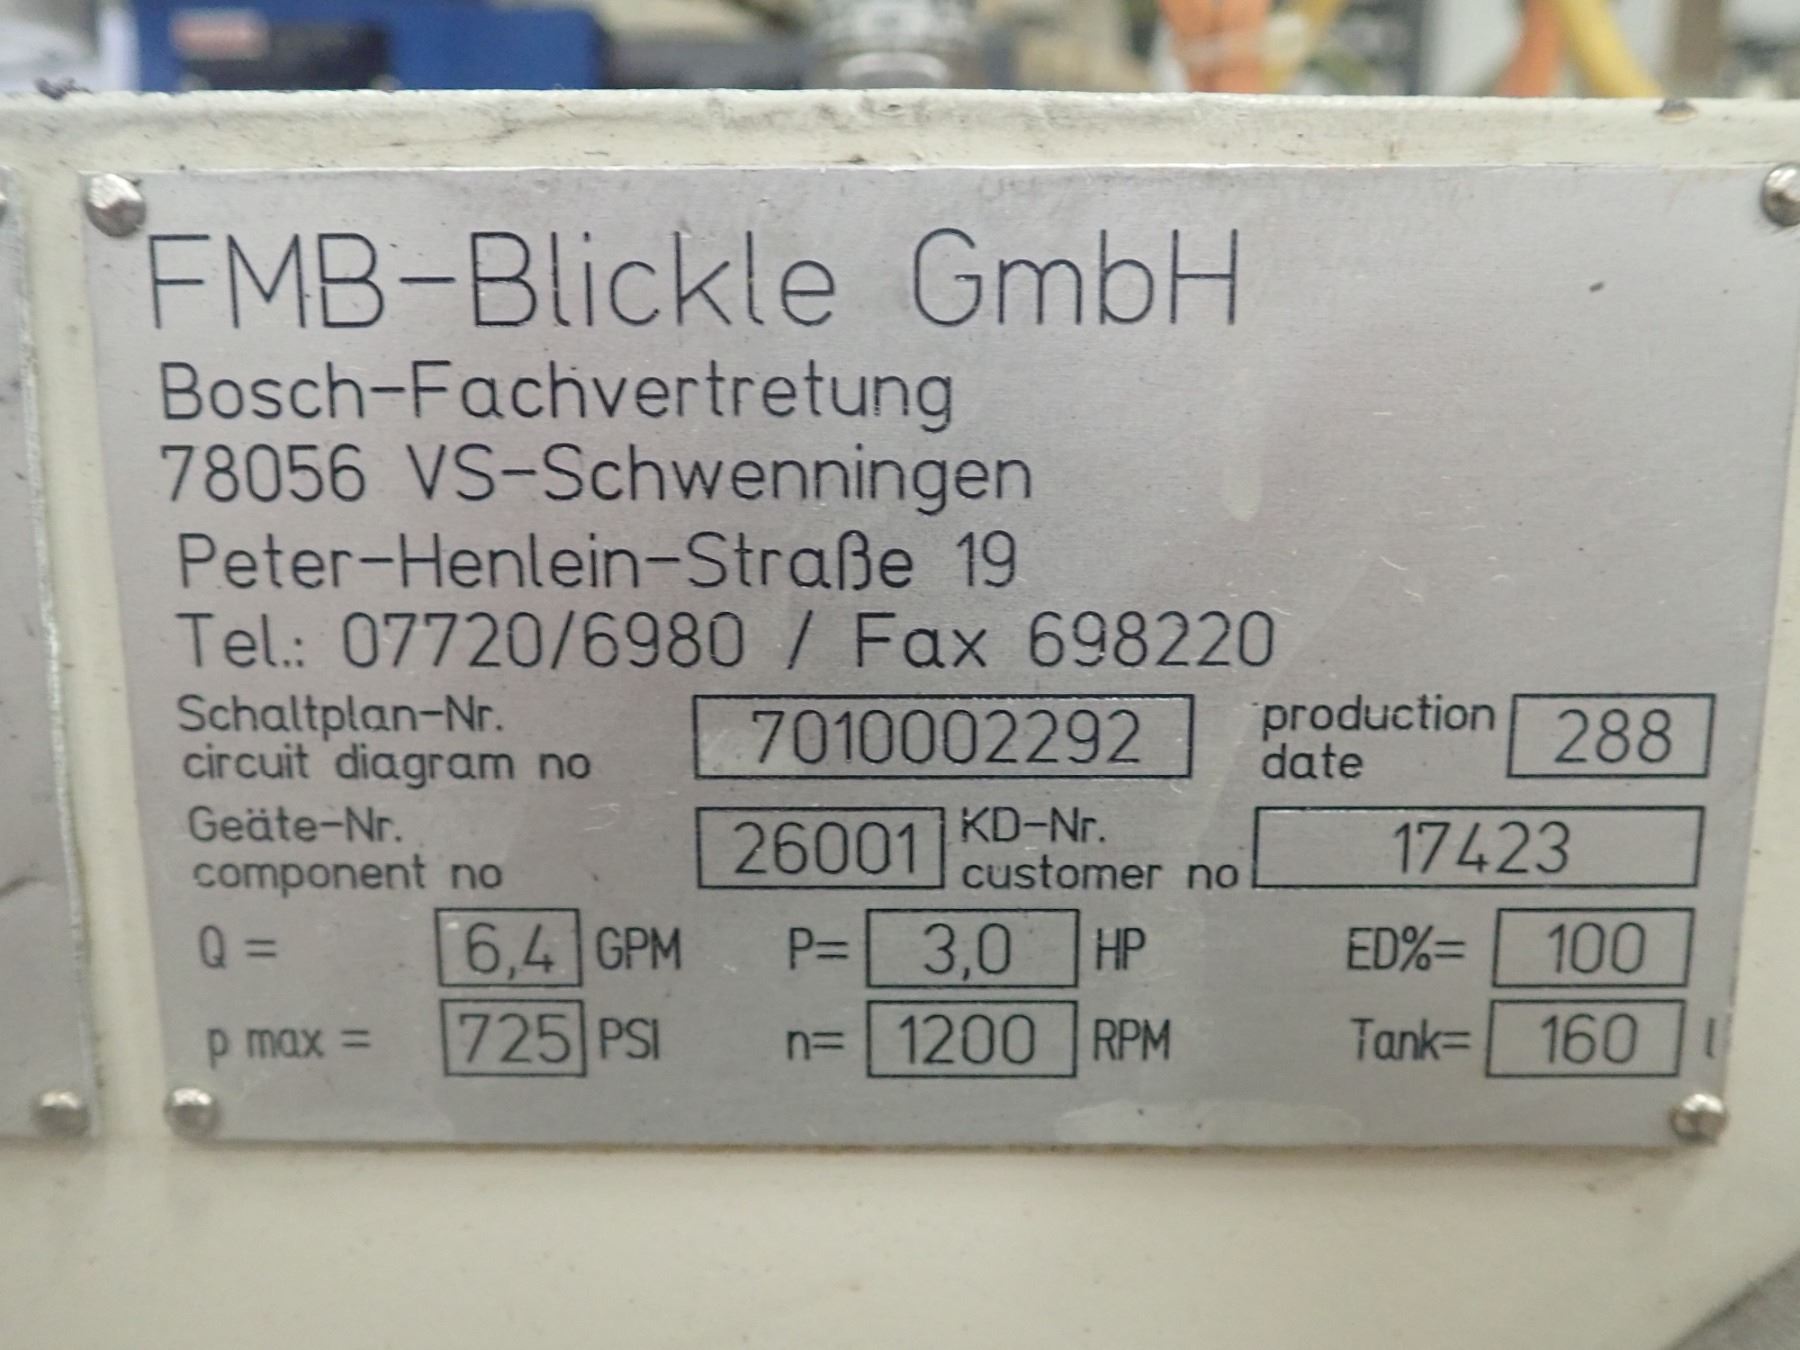 FMB-Blickle GmbH
Bosch-Fachvertretung
78056 VS-Schwenningen
Peter-Henlein-Straße 19
Tel.: 07720/6980 / Fax 698220
Schaltplan-Nr.
circuit diagram no
7010002292
production
date
288
Geäte-Nr.
component no
26001
KD-Nr.
customer no
17423
Q = 6,4 GPM P= 3,0 HP ED%= 100
p max = 725 PSI n= 1200 RPM Tank= 160 l